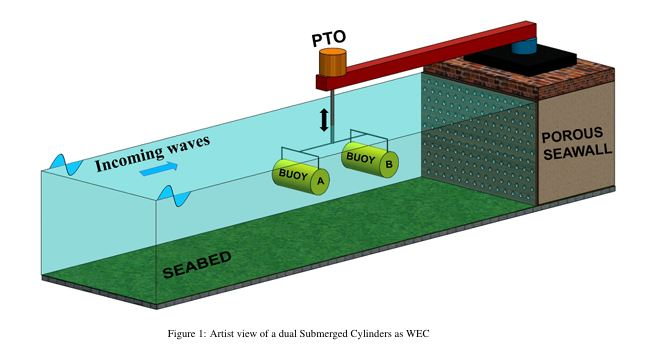 PTO
Incoming waves
POROUS
SEAWALL
BUOY A
BUOY B
SEABED
Figure 1: Artist view of a dual Submerged Cylinders as WEC